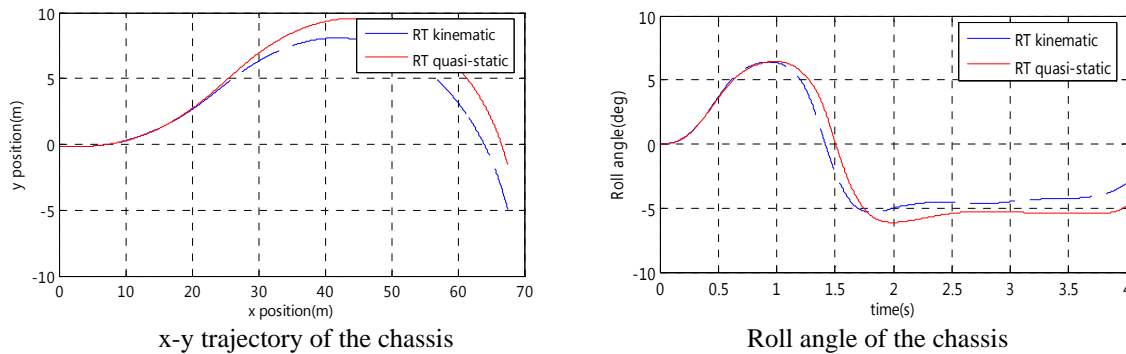 10
5
0
-5
-10
0
10
20
30
40
50
60
70
y position(m)
x position(m)
RT kinematic
RT quasi-static
x-y trajectory of the chassis
10
5
0
-5
-10
0
0.5
1
1.5
2
2.5
3
3.5
4
Roll angle(deg)
time(s)
RT kinematic
RT quasi-static
Roll angle of the chassis